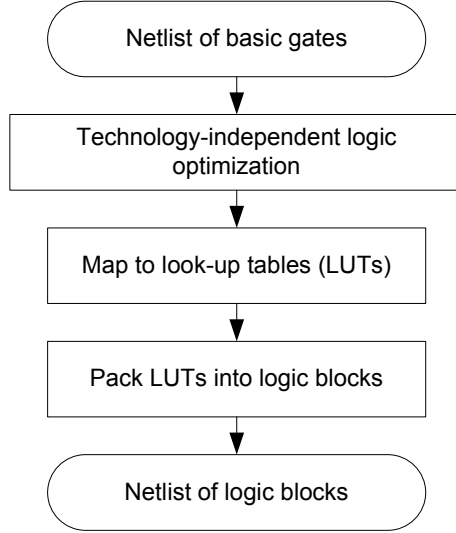 Netlist of basic gates
Technology-independent logic
optimization
Map to look-up tables (LUTs)
Pack LUTs into logic blocks
Netlist of logic blocks